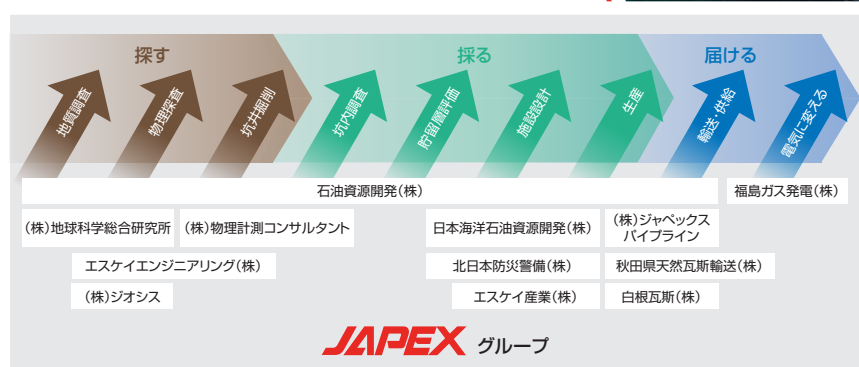 探す
採る
届ける
地質調査
物理探査
坑井掘削
坑内調査
貯留層評価
施設設計
生産
輸送・供給
電気に変える
石油資源開発(株)
福島ガス発電(株)
(株)地球科学総合研究所
(株)物理計測コンサルタント
日本海洋石油資源開発(株)
(株)ジャペックス
パイプライン
エスケイエンジニアリング(株)
北日本防災警備(株)
秋田県天然瓦斯輸送(株)
(株)ジオシス
エスケイ産業(株)
白根瓦斯(株)
JAPEX グループ